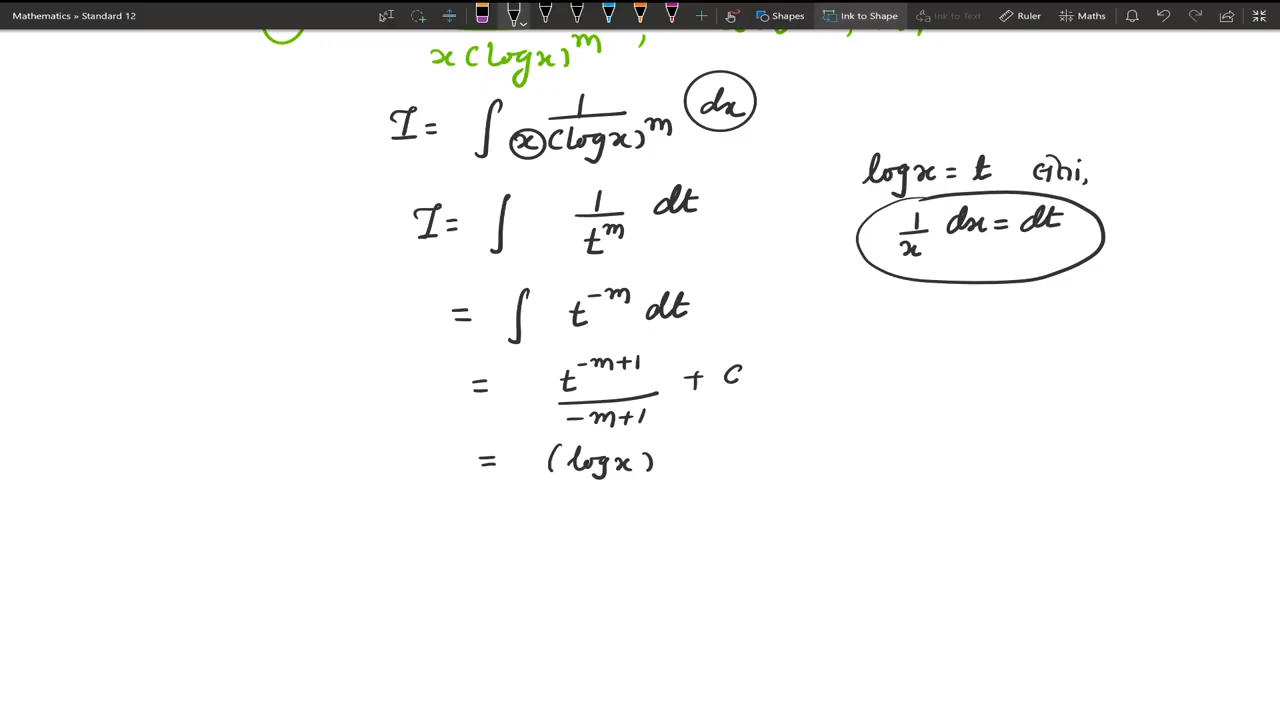 Mathematics » Standard 12
Shapes
Ink to Shape
Ink to Text
Ruler
Maths
x(logx)^m ,
I = ∫ 1/(x(logx)^m) dx
logx = t લેતાં,
1/x dx = dt
I = ∫ 1/t^m dt
= ∫ t^-m dt
= t^(-m+1)/(-m+1) + c
= (logx)